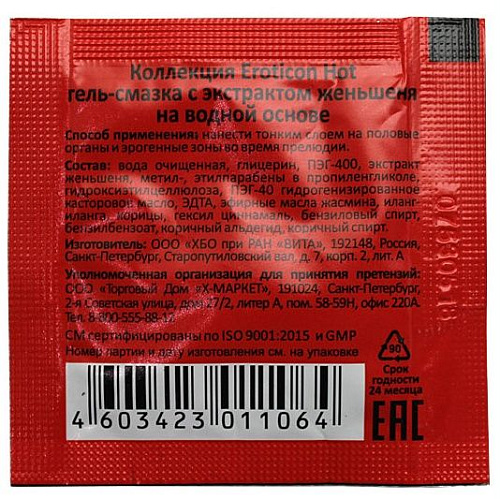 Коллекция Eroticon Hot
гель-смазка с экстрактом женьшеня
на водной основе
Способ применения: нанести тонким слоем на половые
органы и эрогенные зоны во время прелюдии.
Состав: вода очищенная, глицерин, ПЭГ-400, экстракт
женьшеня, метил-, этилпарабены в пропиленгликоле,
гидроксиэтилцеллюлоза, ПЭГ-40 гидрогенизированное
касторовое масло, ЭДТА, эфирные масла жасмина, иланг-
иланга, корицы, гексил циннамаль, бензиловый спирт,
бензилбензоат, коричный альдегид, коричный спирт.
Изготовитель: ООО «ХБО при РАН «ВИТА», 192148, Россия,
Санкт-Петербург, Старопутиловский вал, д. 7, корп. 2, лит. А
Уполномоченная организация для принятия претензий:
ООО «Торговый Дом «Х-МАРКЕТ», 191024, Санкт-Петербург,
2-я Советская улица, дом 27/2, литер А, пом. 58-59Н, офис 220А.
Тел. 8-800-555-88-12
СМ сертифицированы по ISO 9001:2015 и GMP
Номер партии и дату изготовления см. на упаковке
90
Срок
годности
24 месяца
4 603423 011064
EAC